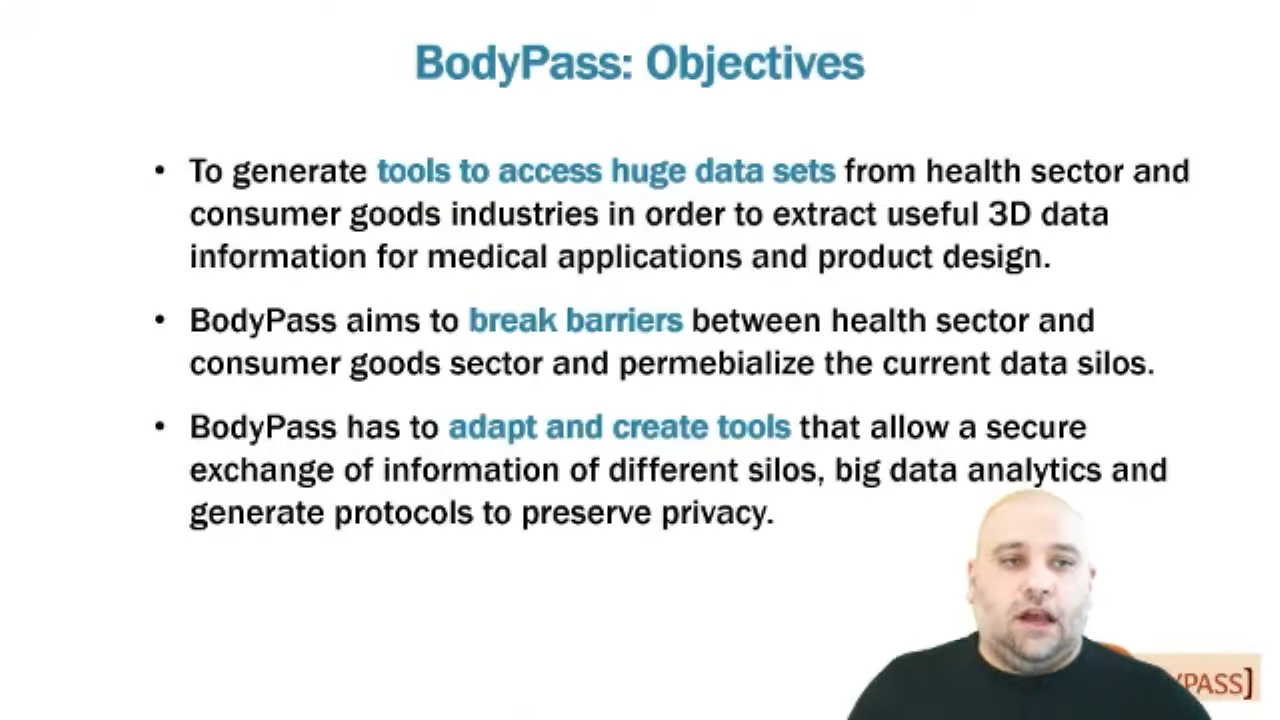 BodyPass: Objectives
• To generate tools to access huge data sets from health sector and
consumer goods industries in order to extract useful 3D data
information for medical applications and product design.
• BodyPass aims to break barriers between health sector and
consumer goods sector and permebialize the current data silos.
• BodyPass has to adapt and create tools that allow a secure
exchange of information of different silos, big data analytics and
generate protocols to preserve privacy.
PASS]